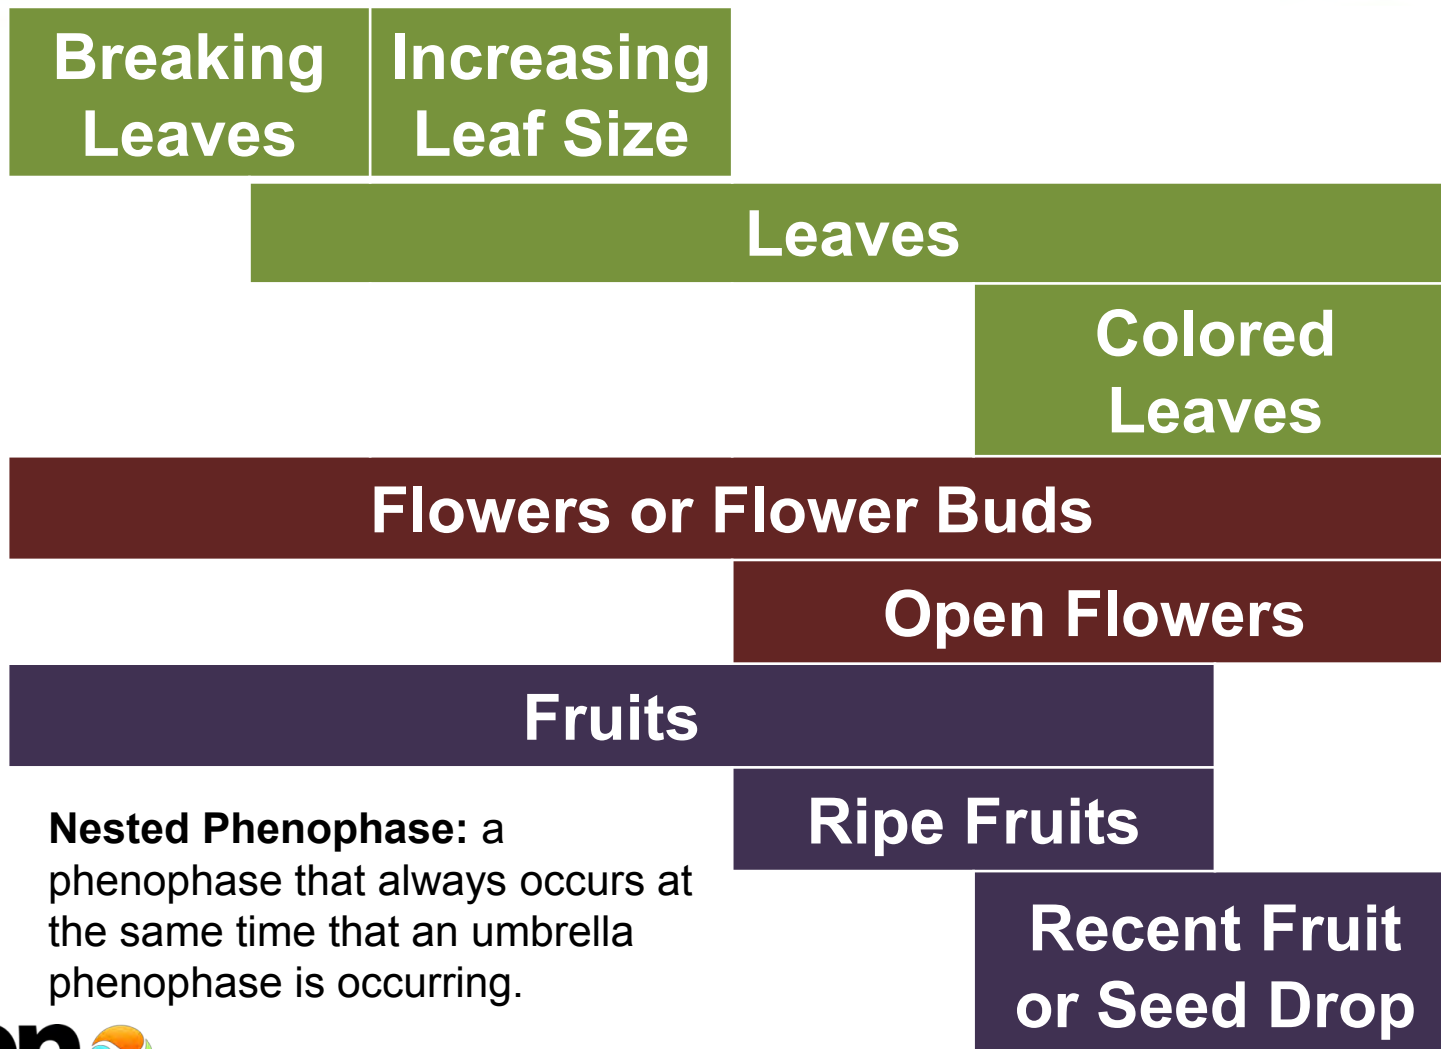 Breaking
Leaves
Increasing
Leaf Size
Leaves
Colored
Leaves
Flowers or Flower Buds
Open Flowers
Fruits
Ripe Fruits
Nested Phenophase: a
phenophase that always occurs at
the same time that an umbrella
phenophase is occurring.
Recent Fruit
or Seed Drop